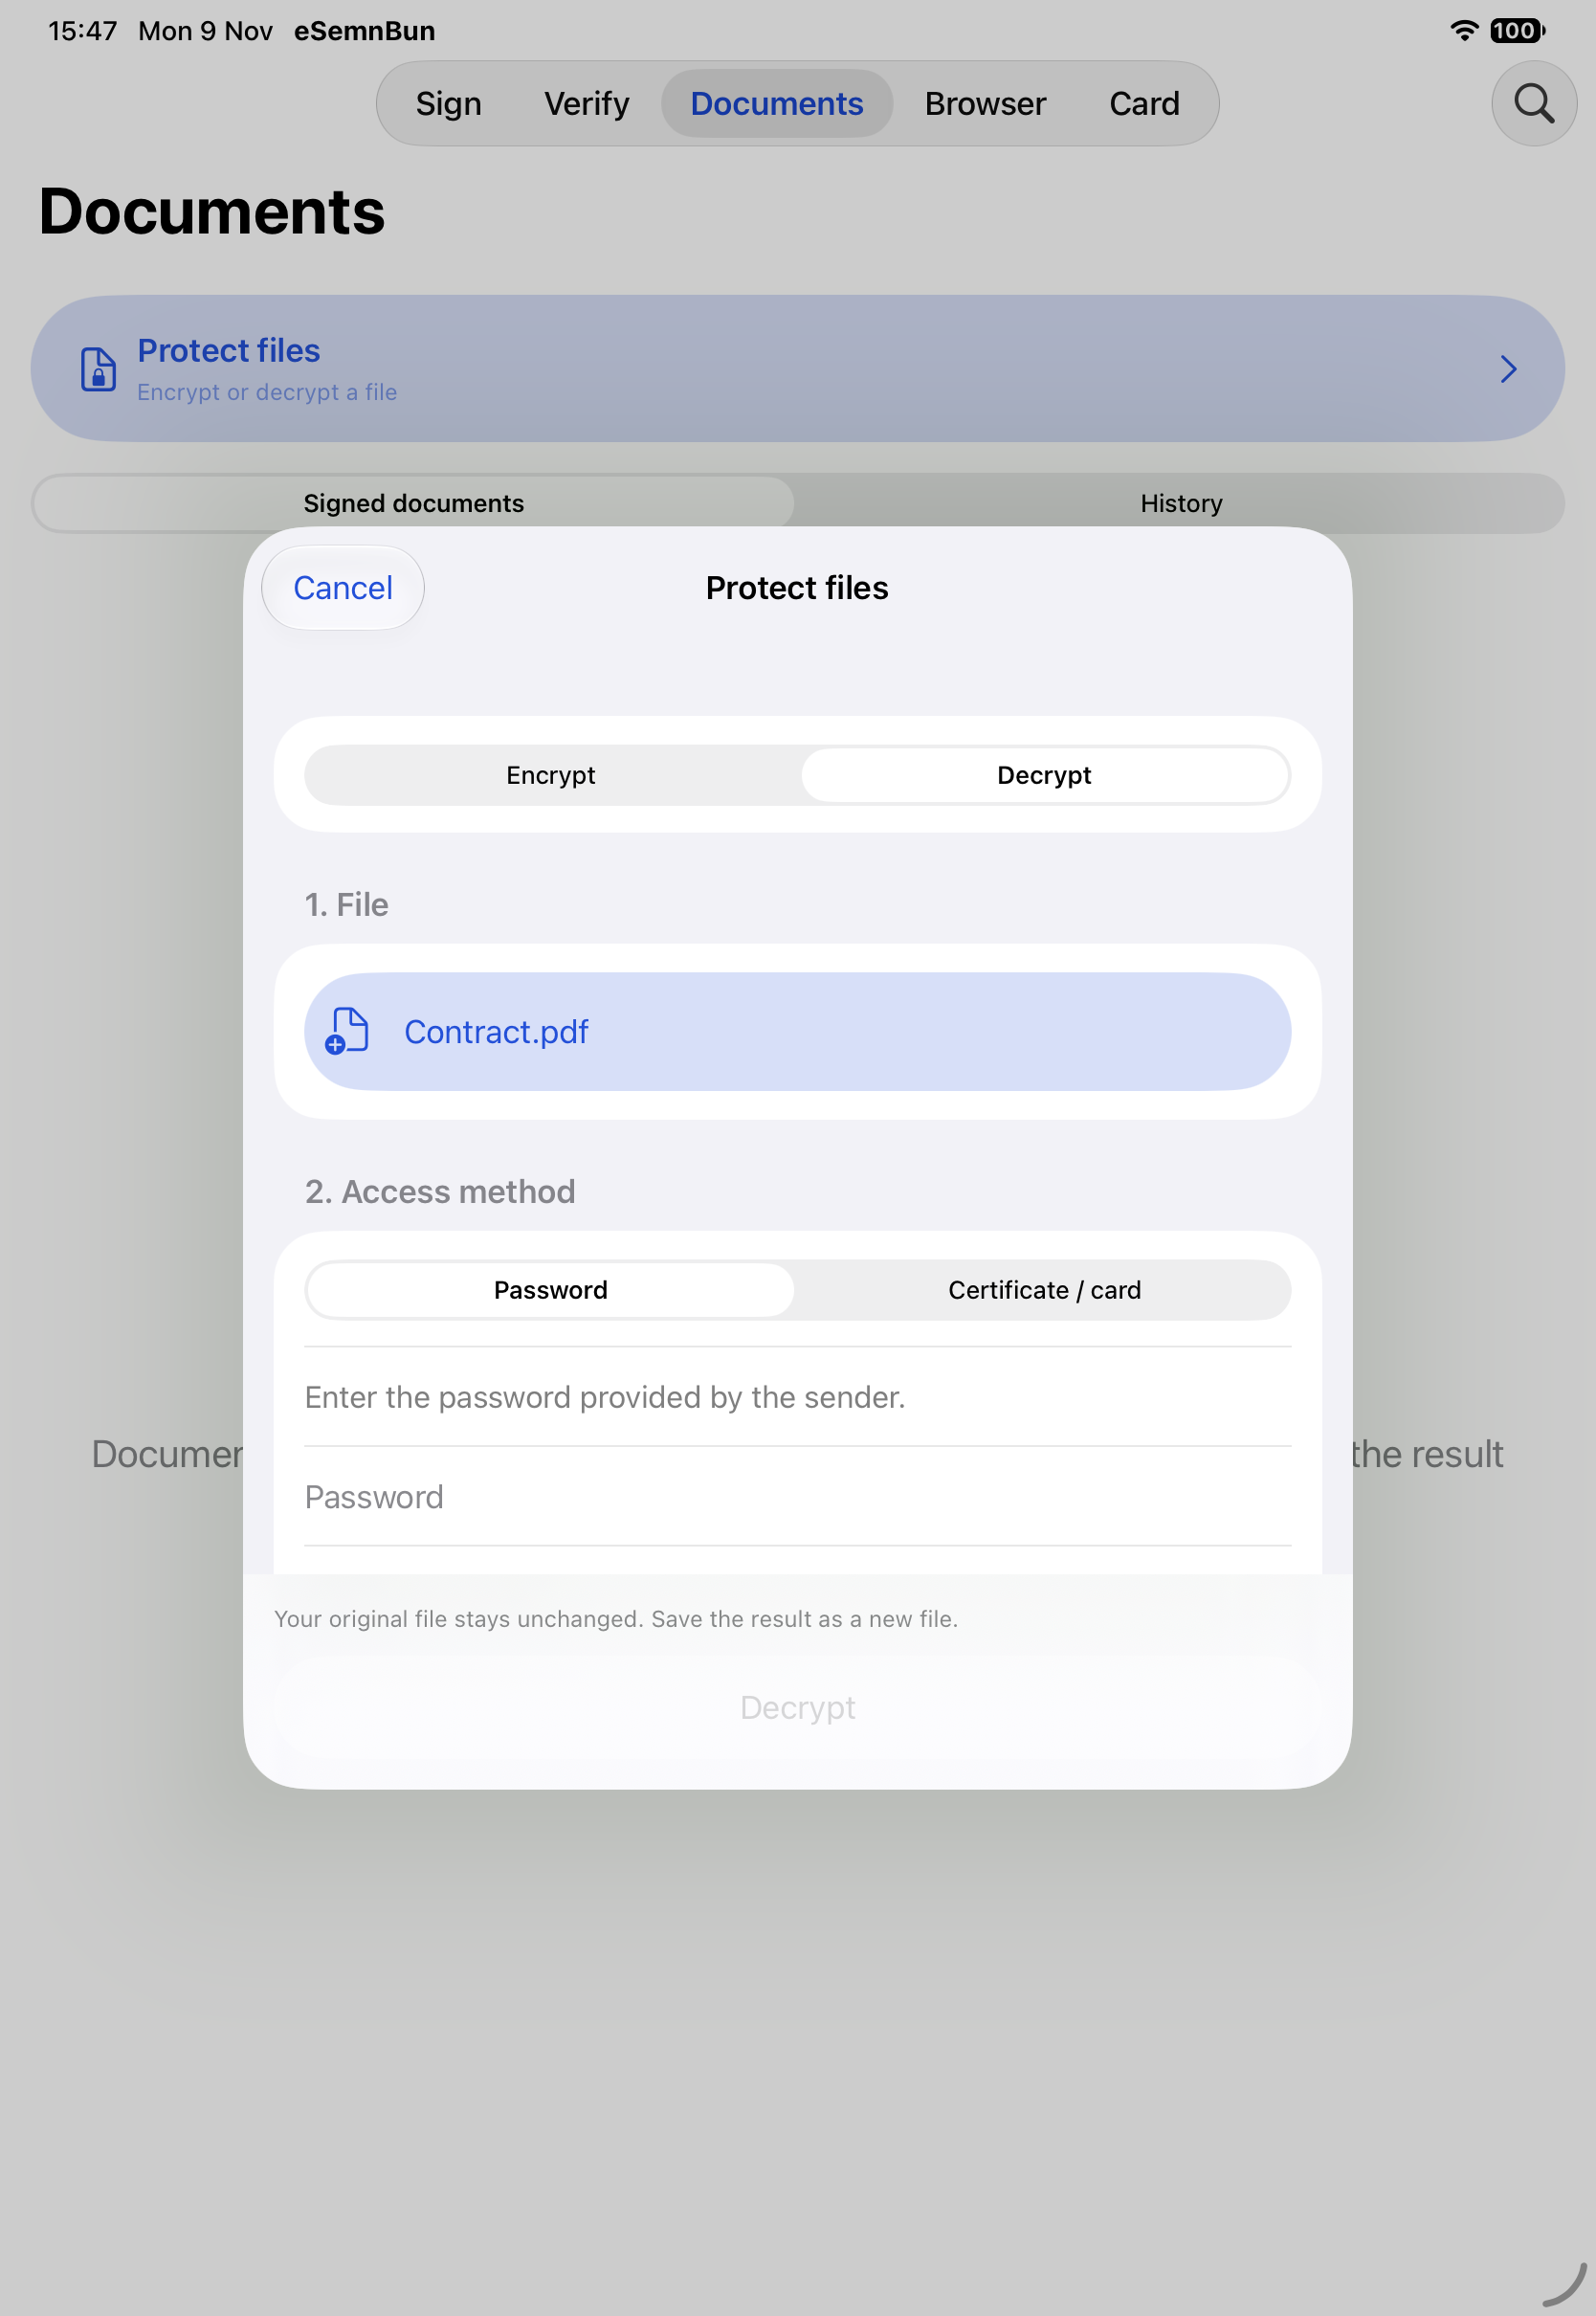 15:47 Mon 9 Nov eSemnBun
100
Sign Verify Documents Browser Card
Documents
Protect files
Encrypt or decrypt a file
Signed documents History
Cancel Protect files
Encrypt Decrypt
1. File
Contract.pdf
2. Access method
Password Certificate / card
Enter the password provided by the sender.
the result
Password
Your original file stays unchanged. Save the result as a new file.
Decrypt